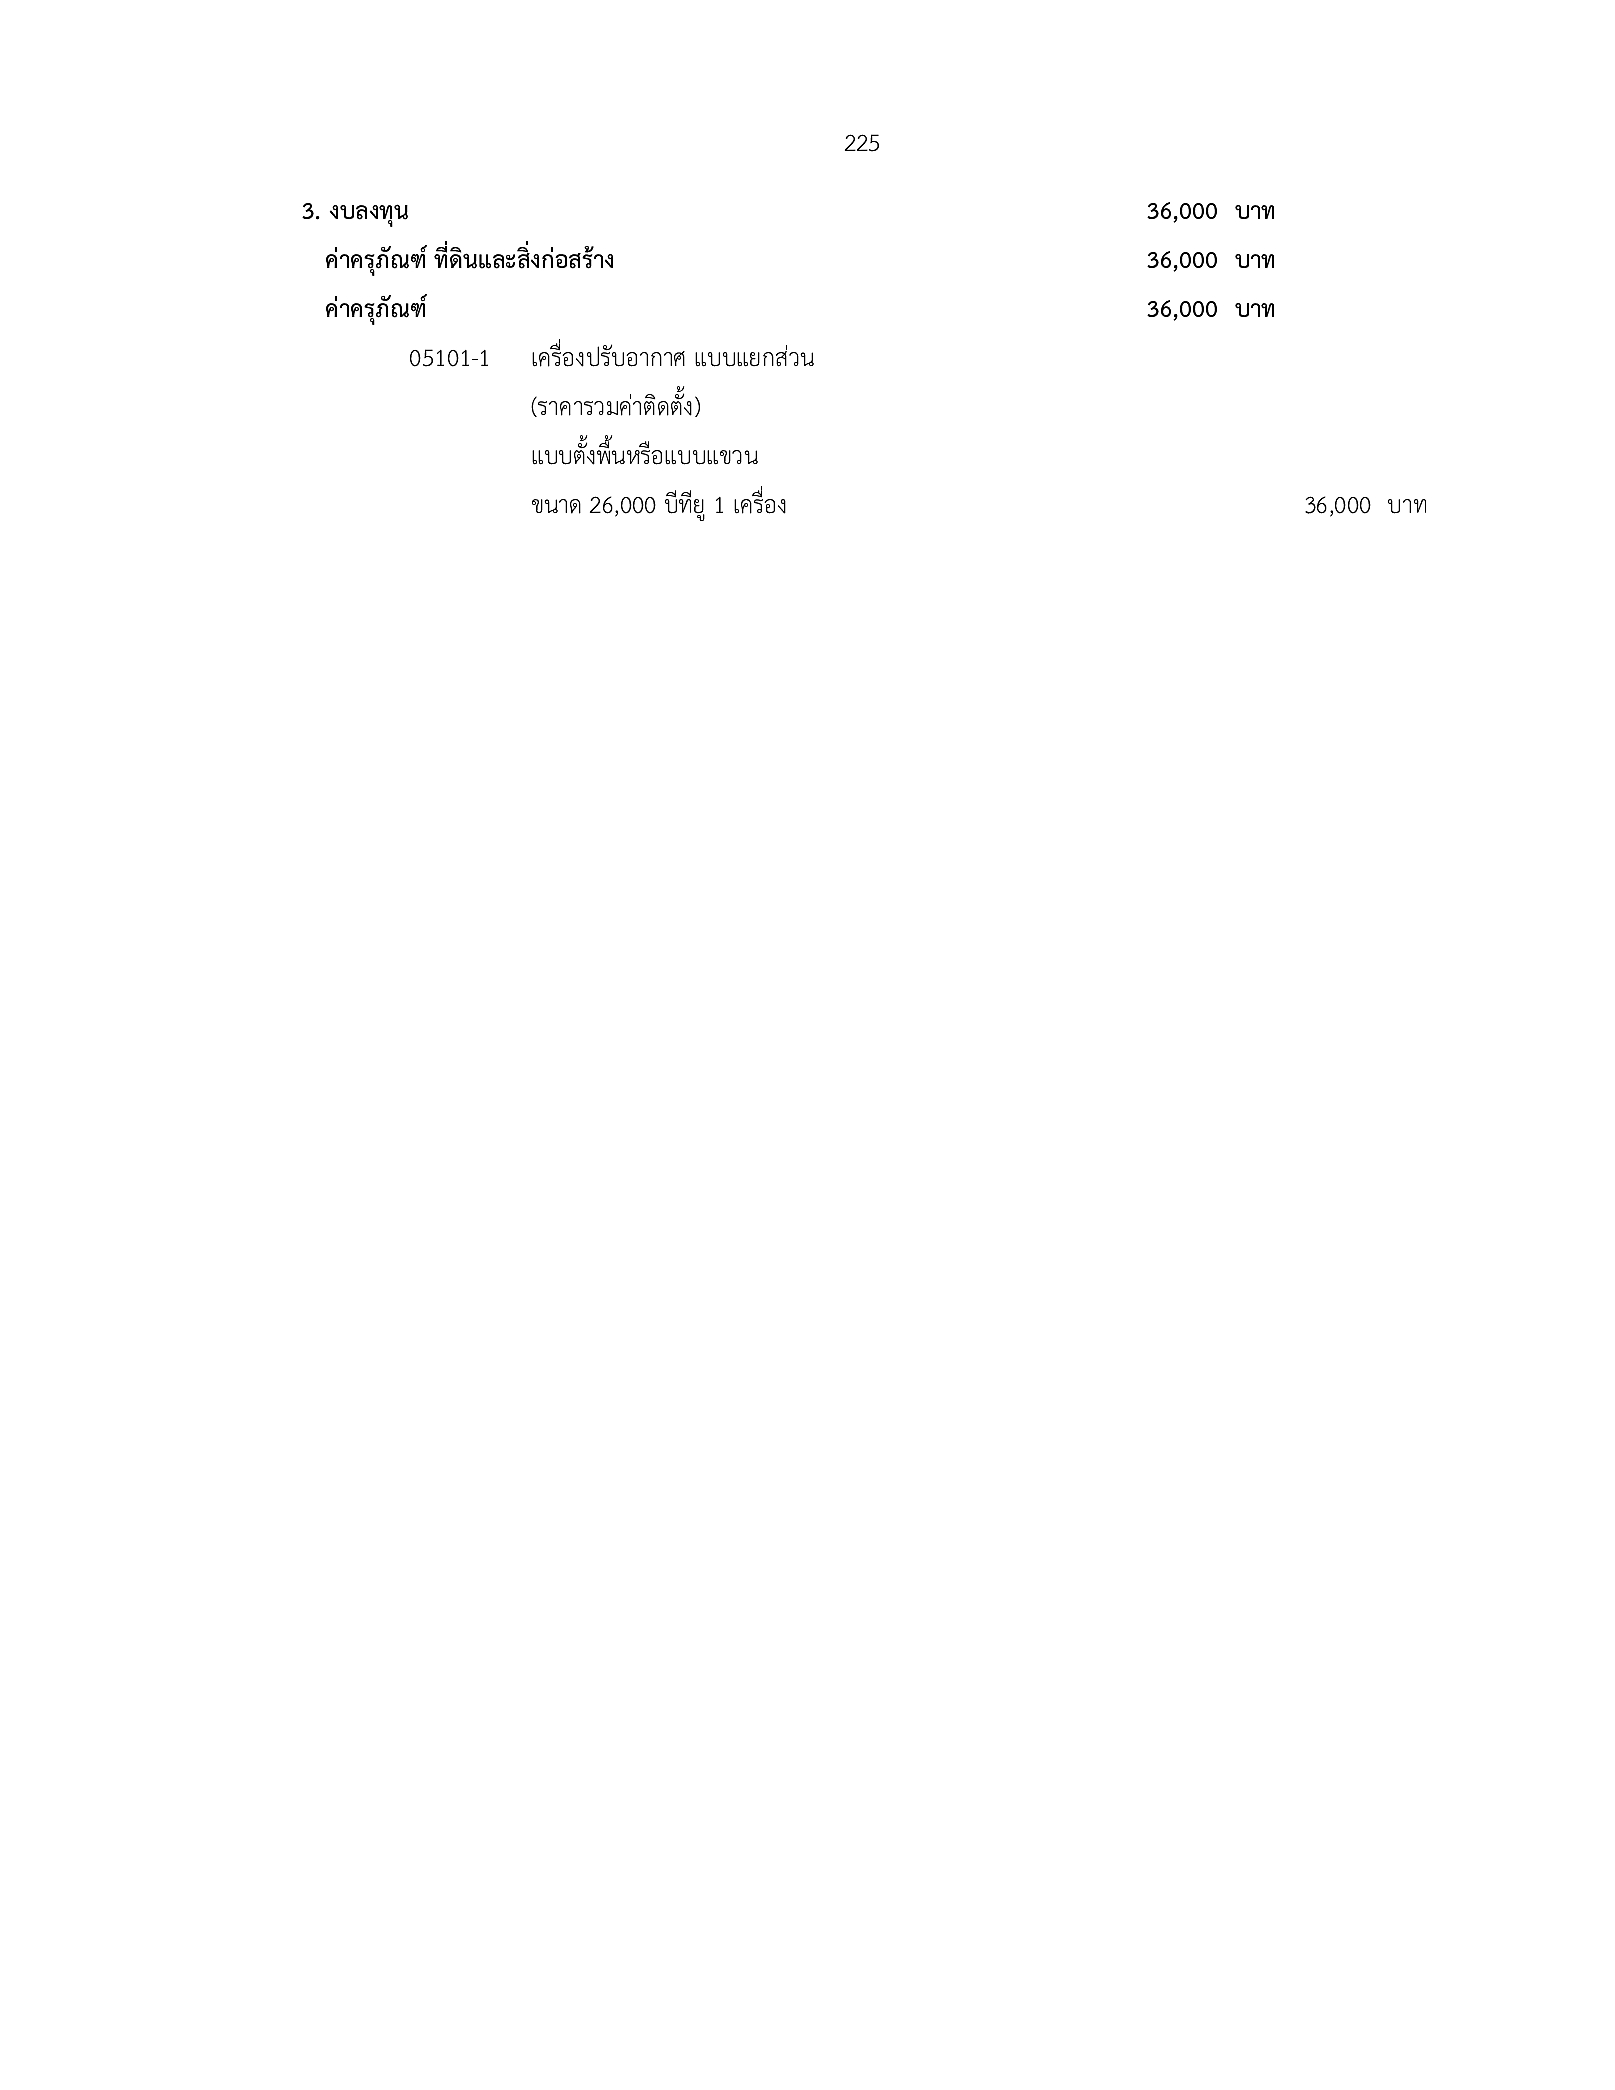 225
3. งบลงทุน 36,000 บาท
ค่าครุภัณฑ์ ที่ดินและสิ่งก่อสร้าง 36,000 บาท
ค่าครุภัณฑ์ 36,000 บาท
05101-1 เครื่องปรับอากาศ แบบแยกส่วน
(ราคารวมค่าติดตั้ง)
แบบตั้งพื้นหรือแบบแขวน
ขนาด 26,000 บีทียู 1 เครื่อง 36,000 บาท